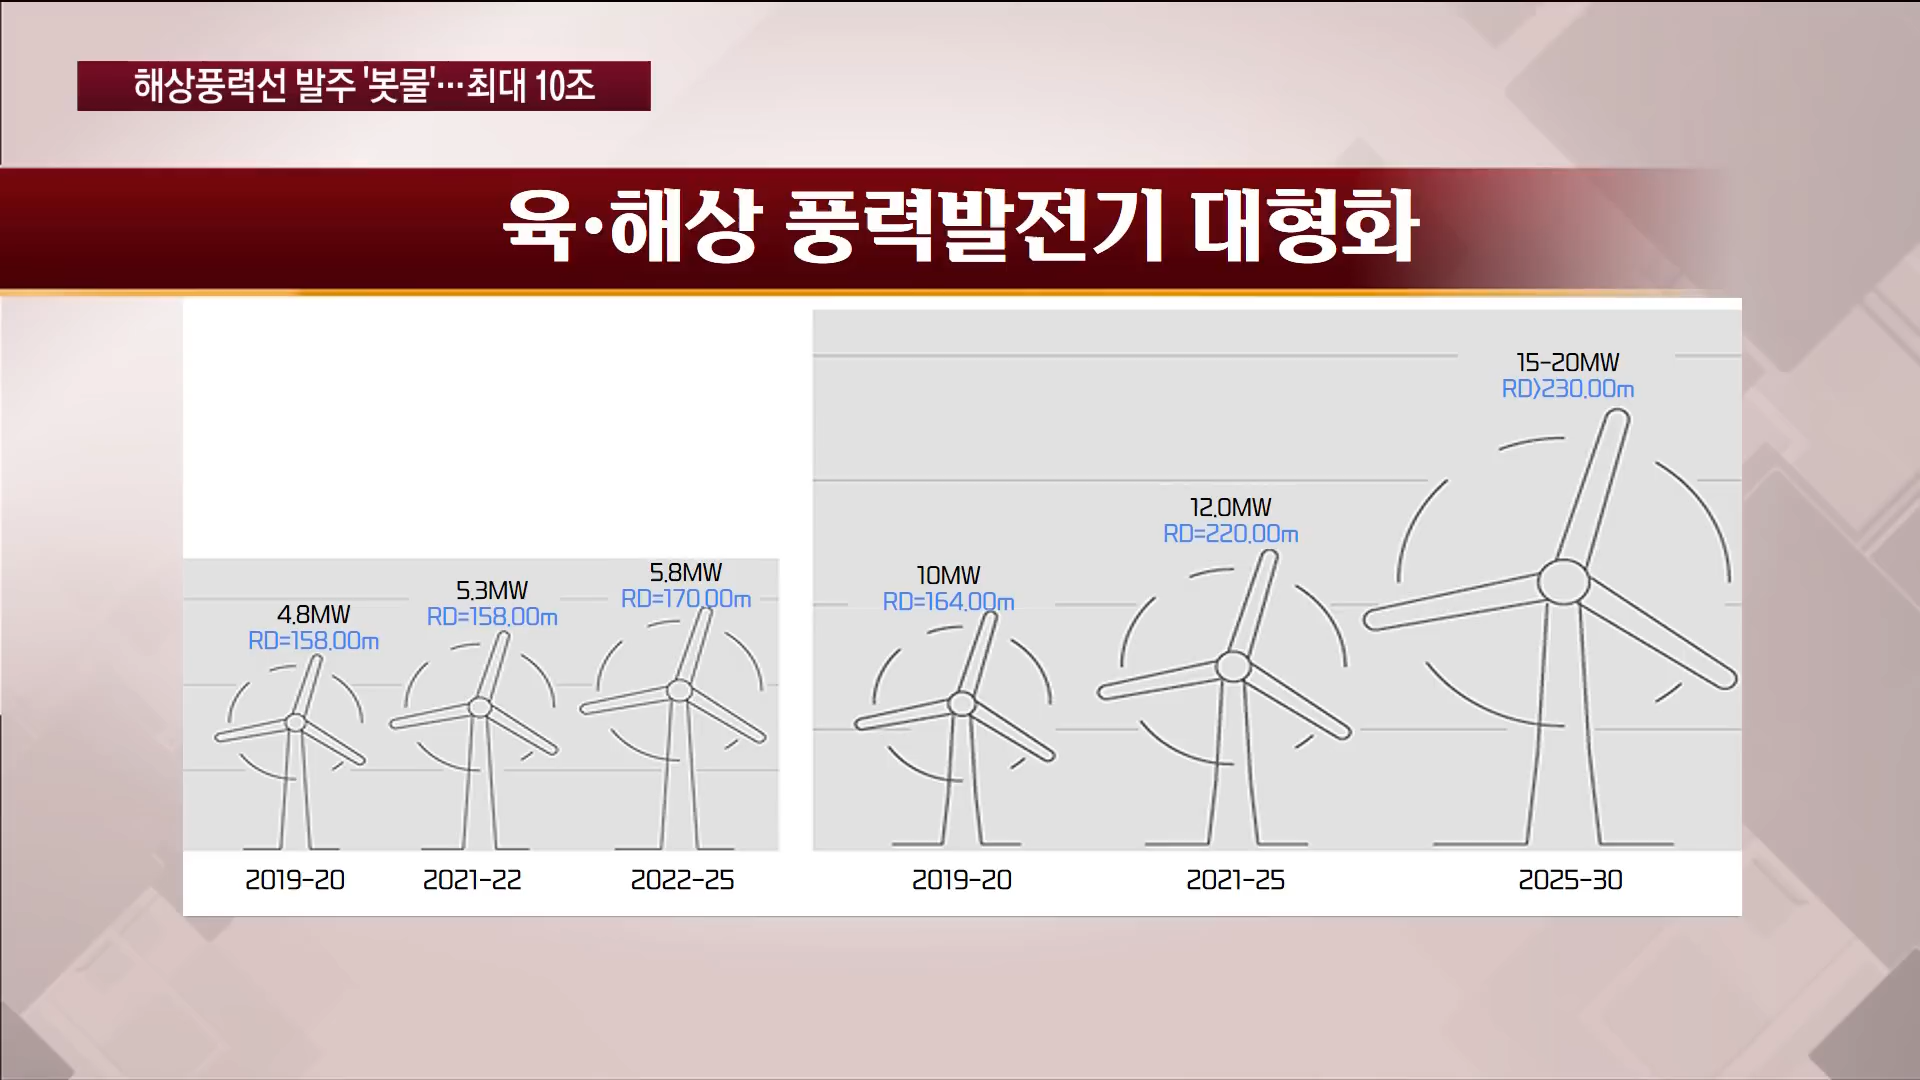 해상풍력선 발주 '봇물'…최대 10조
육·해상 풍력발전기 대형화
4.8MW
RD=158.00m
5.3MW
RD=158.00m
5.8MW
RD=170.00m
10MW
RD=164.00m
12.0MW
RD=220.00m
15-20MW
RD>230.00m
2019-20
2021-22
2022-25
2019-20
2021-25
2025-30